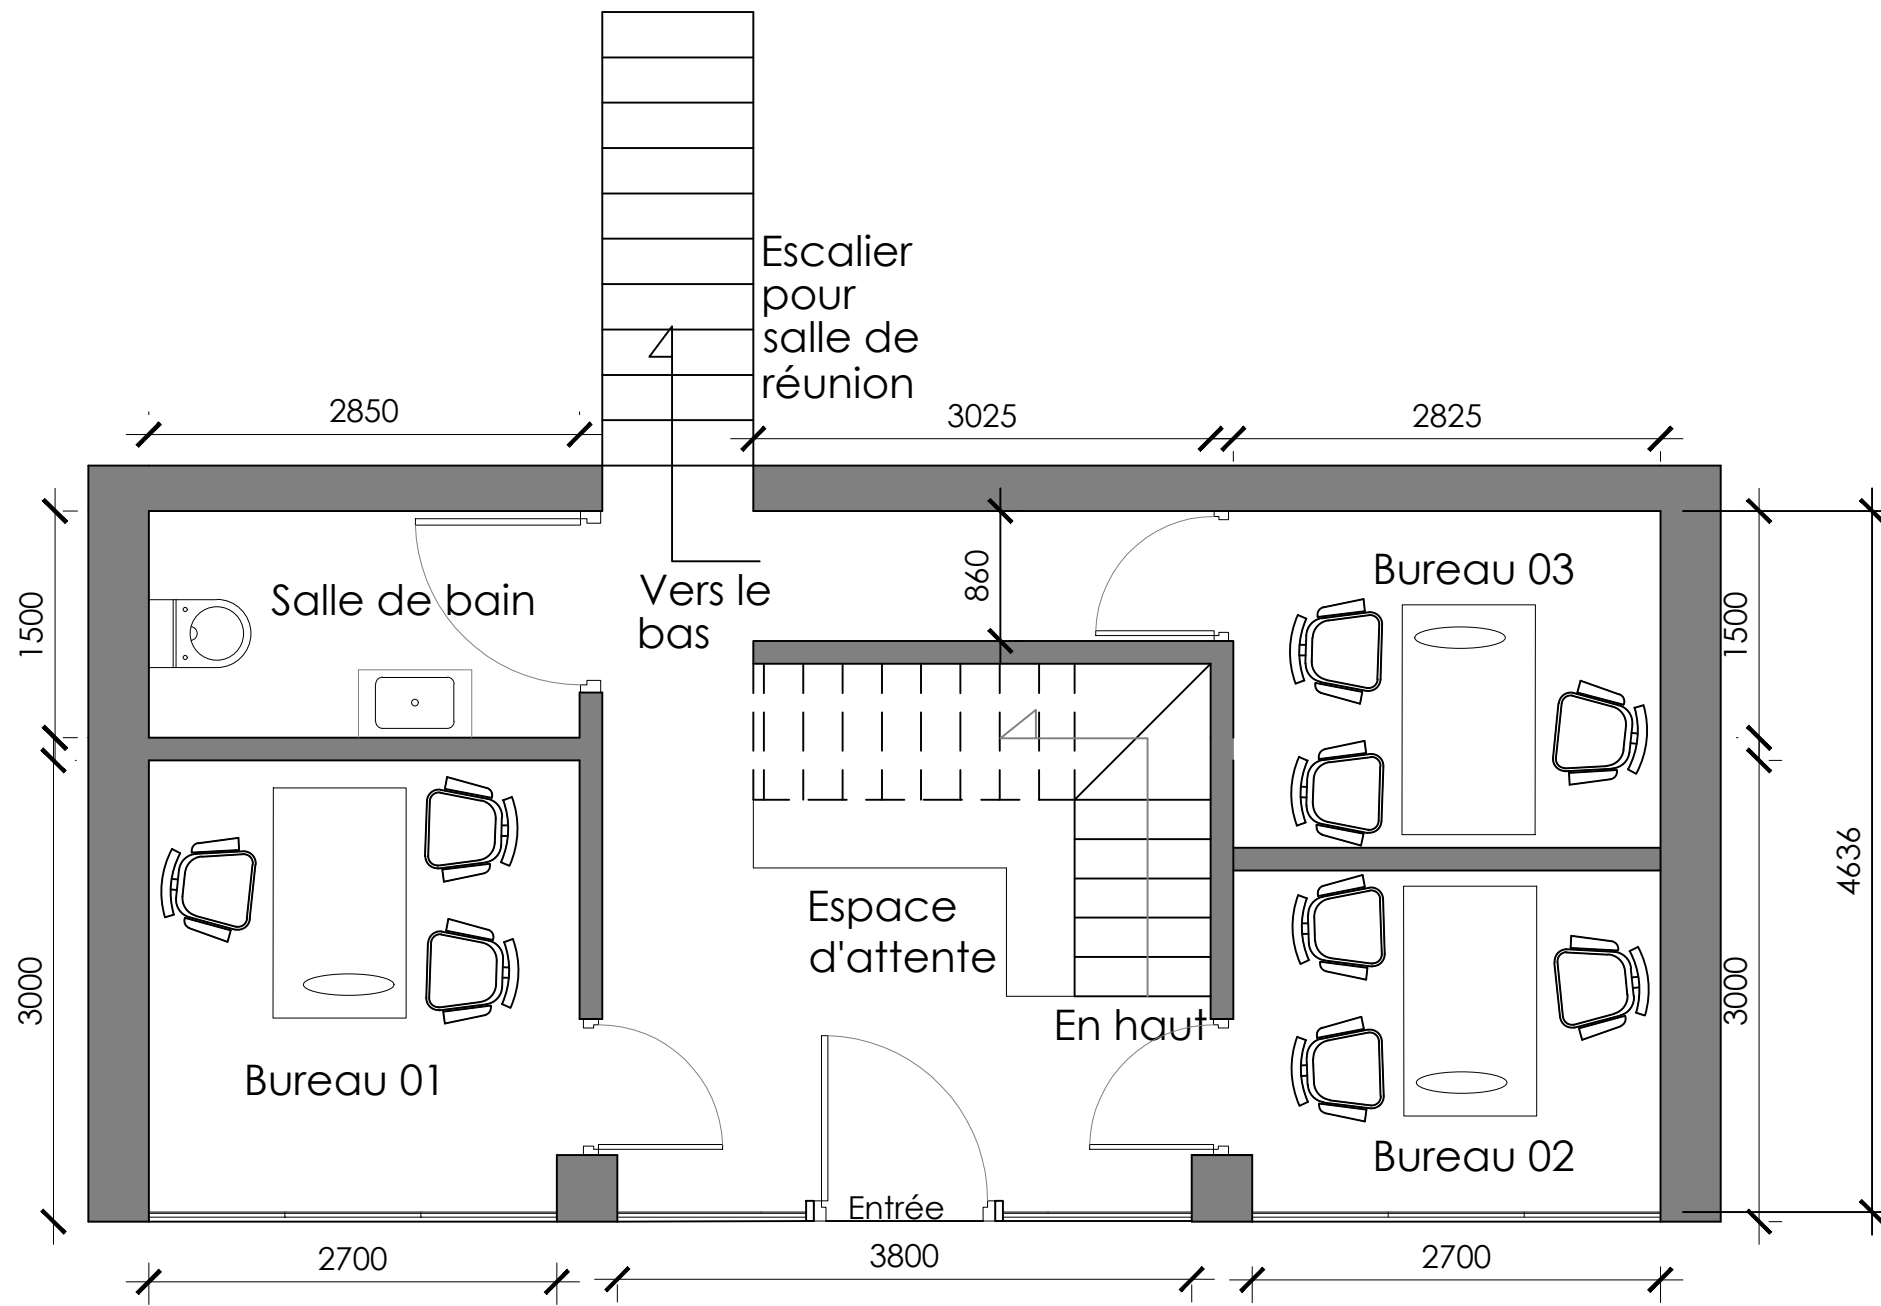 Escalier
pour
salle de
réunion
2850
3025
2825
1500
Salle de bain
Vers le
bas
860
Bureau 03
1500
4636
3000
Espace
d'attente
3000
En haut
Bureau 01
Bureau 02
Entrée
2700
3800
2700